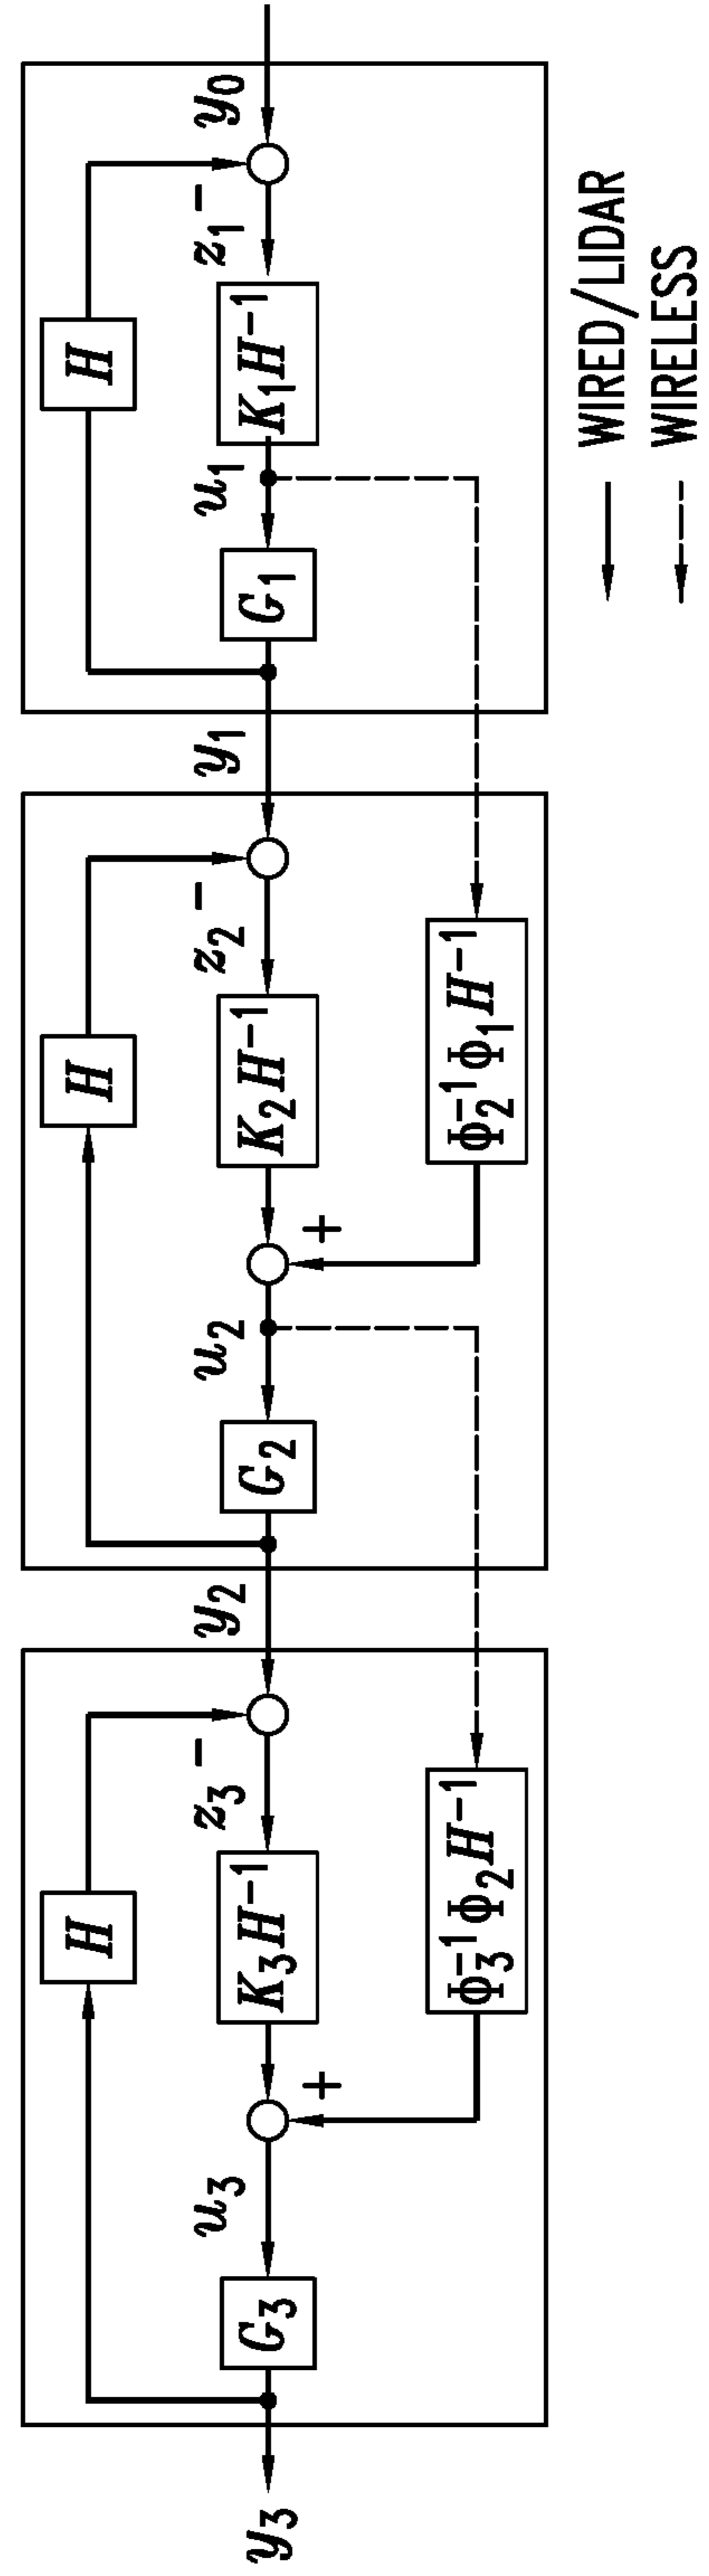 H H H
y₃ G₃ u₃ K₃H⁻¹ z₃ y₂ G₂ u₂ K₂H⁻¹ z₂ y₁ G₁ u₁ K₁H⁻¹ z₁ y₀
+ − + − −
Φ₃⁻¹Φ₂H⁻¹ Φ₂⁻¹Φ₁H⁻¹
WIRED/LIDAR
WIRELESS